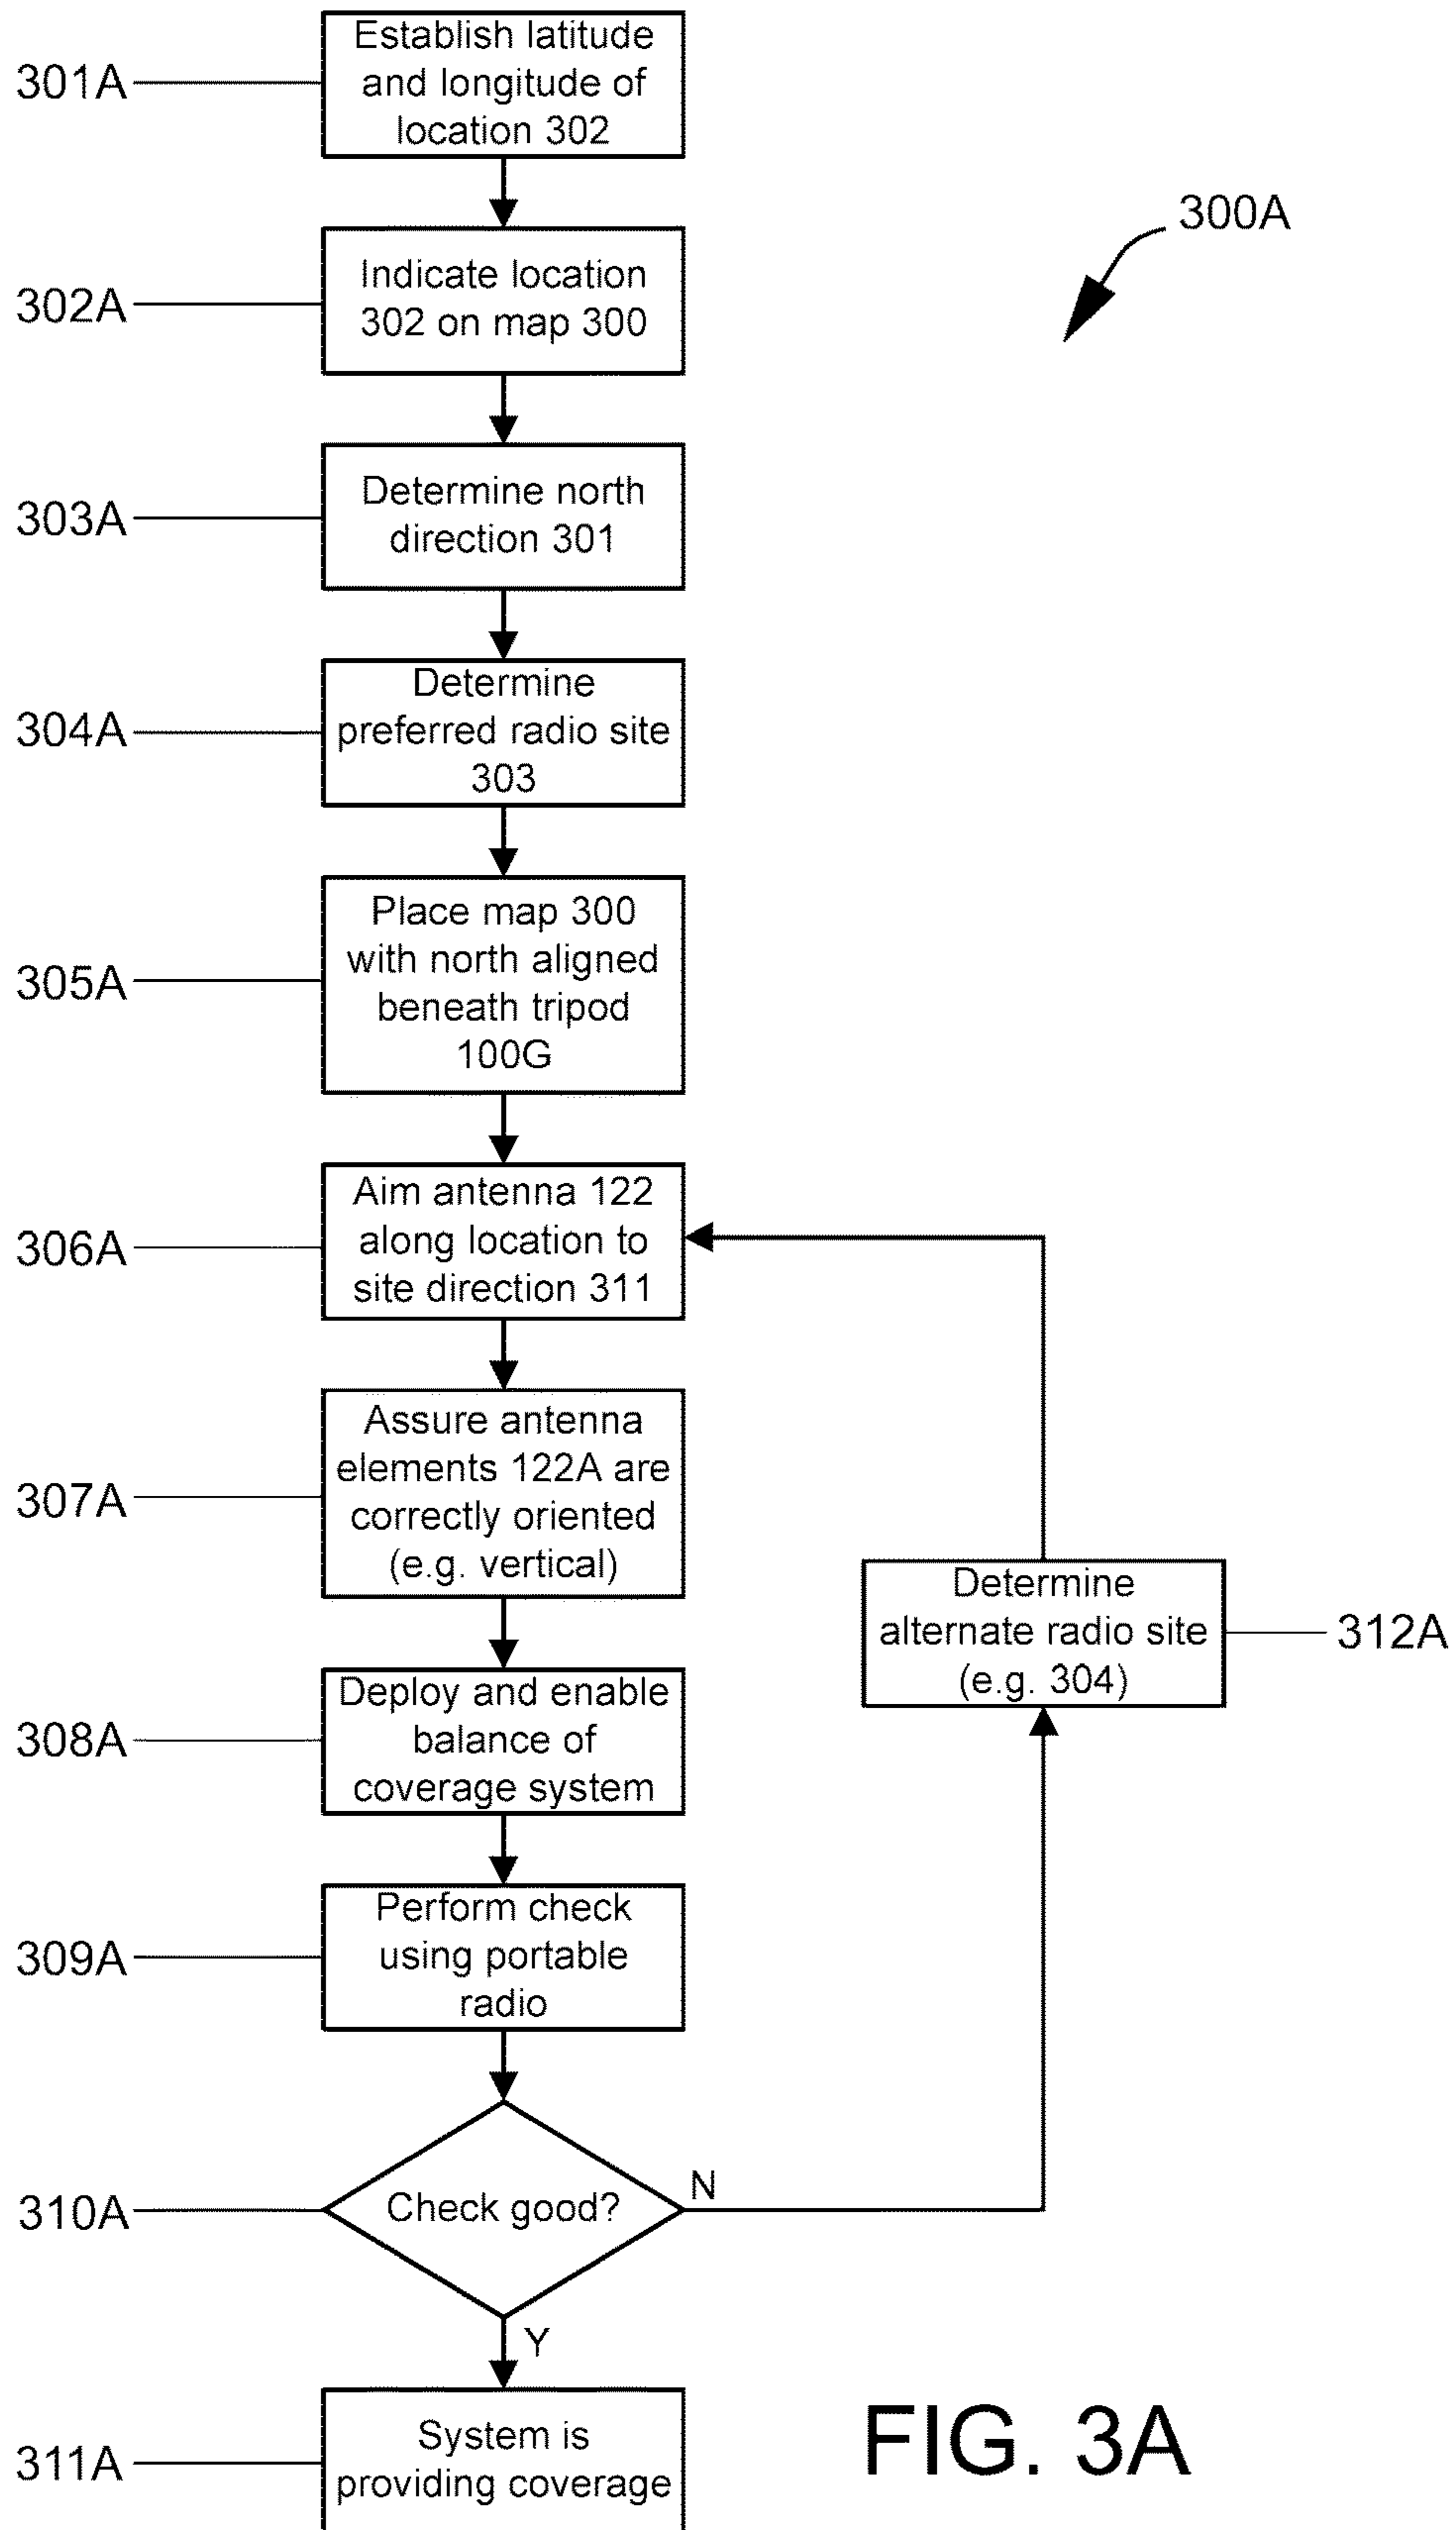 301A
Establish latitude
and longitude of
location 302
300A
302A
Indicate location
302 on map 300
303A
Determine north
direction 301
304A
Determine
preferred radio site
303
305A
Place map 300
with north aligned
beneath tripod
100G
306A
Aim antenna 122
along location to
site direction 311
307A
Assure antenna
elements 122A are
correctly oriented
(e.g. vertical)
Determine
alternate radio site
(e.g. 304)
312A
308A
Deploy and enable
balance of
coverage system
309A
Perform check
using portable
radio
310A
Check good?
N
Y
311A
System is
providing coverage
FIG. 3A